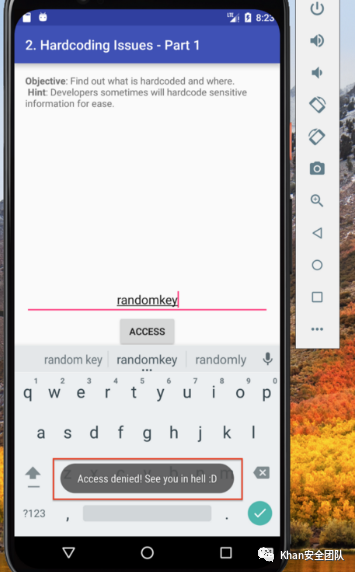 8:23
2. Hardcoding Issues - Part 1
Objective: Find out what is hardcoded and where.
Hint: Developers sometimes will hardcode sensitive
information for ease.
randomkey
ACCESS
random key randomkey randomly
1 2 3 4 5 6 7 8 9 0
q w e r t y u i o p
a s d f g h j k l
Access denied! See you in hell :D
?123 , .
Khan安全团队